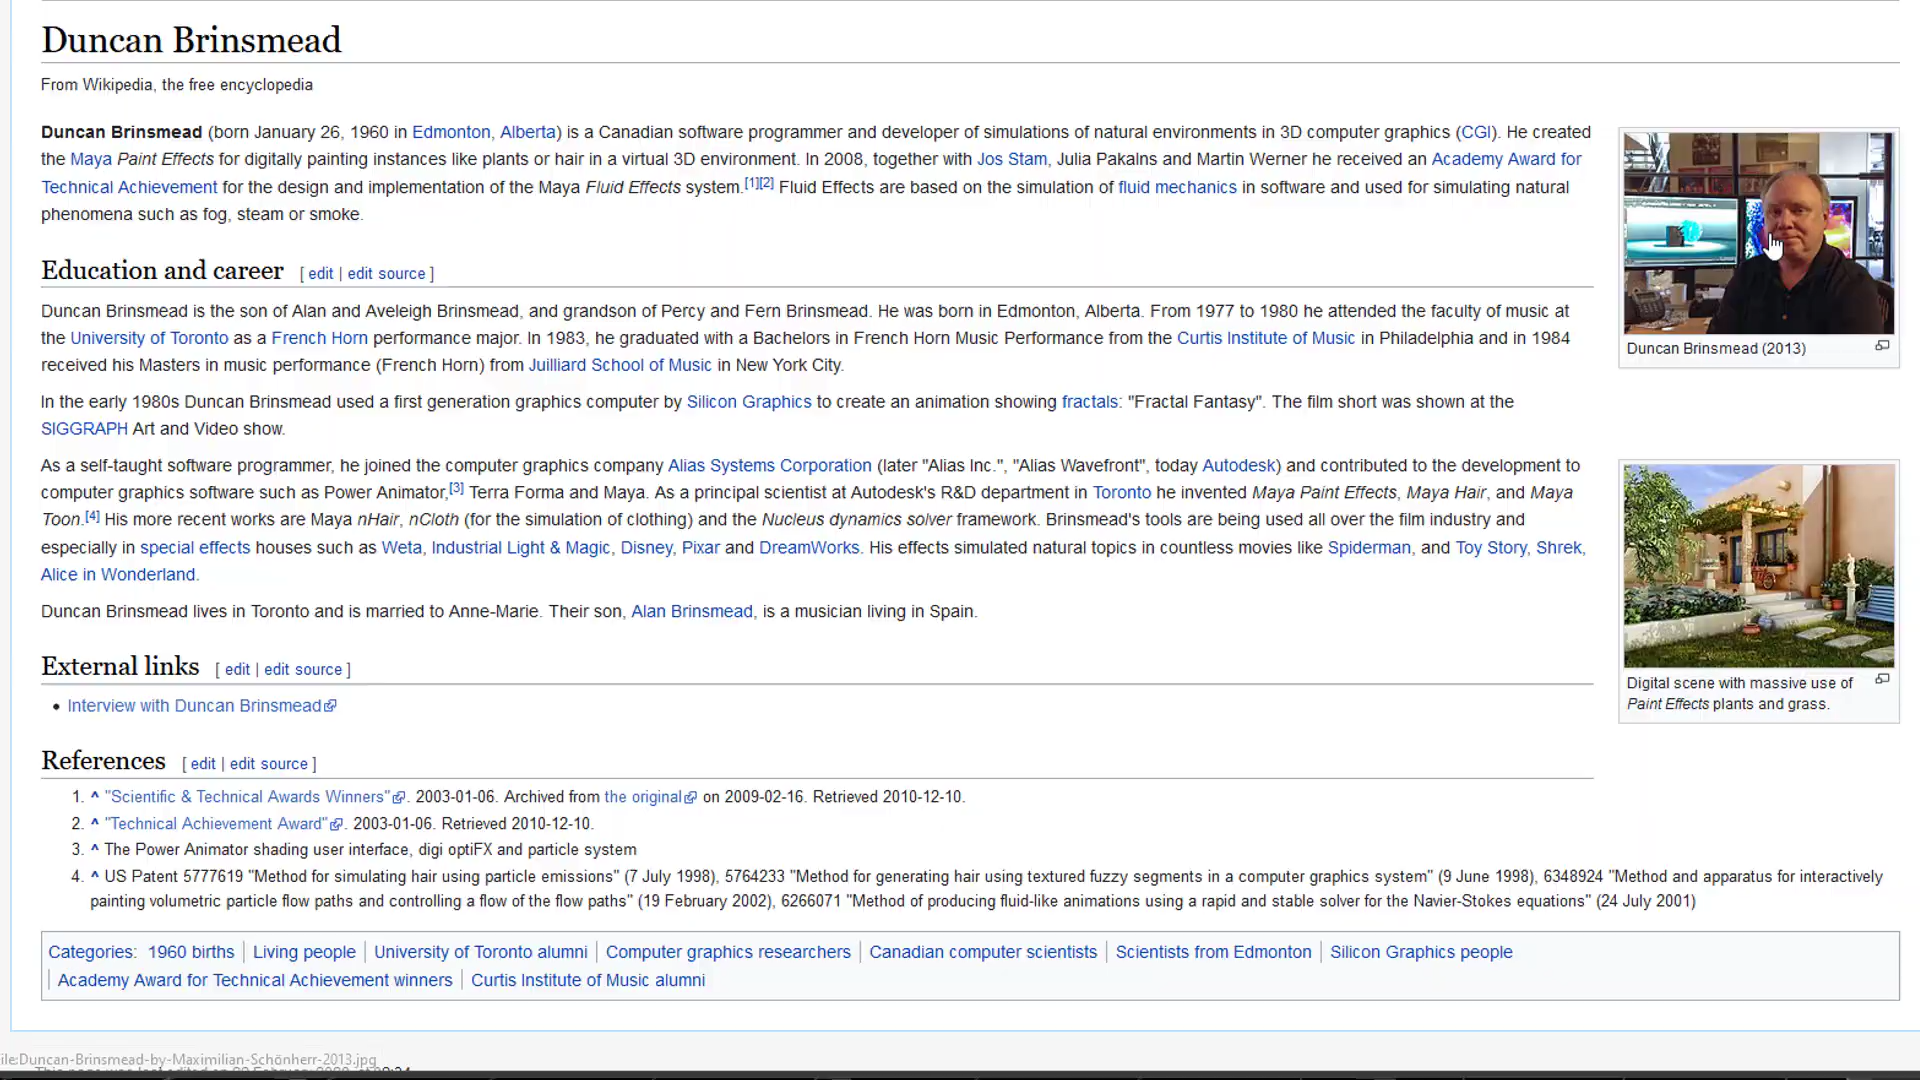 Duncan Brinsmead
From Wikipedia, the free encyclopedia
Duncan Brinsmead (born January 26, 1960 in Edmonton, Alberta) is a Canadian software programmer and developer of simulations of natural environments in 3D computer graphics (CGI). He created
the Maya Paint Effects for digitally painting instances like plants or hair in a virtual 3D environment. In 2008, together with Jos Stam, Julia Pakalns and Martin Werner he received an Academy Award for
Technical Achievement for the design and implementation of the Maya Fluid Effects system.[1][2] Fluid Effects are based on the simulation of fluid mechanics in software and used for simulating natural
phenomena such as fog, steam or smoke.
Duncan Brinsmead (2013)
Education and career [ edit | edit source ]
Duncan Brinsmead is the son of Alan and Aveleigh Brinsmead, and grandson of Percy and Fern Brinsmead. He was born in Edmonton, Alberta. From 1977 to 1980 he attended the faculty of music at
the University of Toronto as a French Horn performance major. In 1983, he graduated with a Bachelors in French Horn Music Performance from the Curtis Institute of Music in Philadelphia and in 1984
received his Masters in music performance (French Horn) from Juilliard School of Music in New York City.
In the early 1980s Duncan Brinsmead used a first generation graphics computer by Silicon Graphics to create an animation showing fractals: "Fractal Fantasy". The film short was shown at the
SIGGRAPH Art and Video show.
As a self-taught software programmer, he joined the computer graphics company Alias Systems Corporation (later "Alias Inc.", "Alias Wavefront", today Autodesk) and contributed to the development to
computer graphics software such as Power Animator,[3] Terra Forma and Maya. As a principal scientist at Autodesk's R&D department in Toronto he invented Maya Paint Effects, Maya Hair, and Maya
Toon.[4] His more recent works are Maya nHair, nCloth (for the simulation of clothing) and the Nucleus dynamics solver framework. Brinsmead's tools are being used all over the film industry and
especially in special effects houses such as Weta, Industrial Light & Magic, Disney, Pixar and DreamWorks. His effects simulated natural topics in countless movies like Spiderman, and Toy Story, Shrek,
Alice in Wonderland.
Duncan Brinsmead lives in Toronto and is married to Anne-Marie. Their son, Alan Brinsmead, is a musician living in Spain.
Digital scene with massive use of
Paint Effects plants and grass.
External links [ edit | edit source ]
• Interview with Duncan Brinsmead
References [ edit | edit source ]
1. ^ "Scientific & Technical Awards Winners". 2003-01-06. Archived from the original on 2009-02-16. Retrieved 2010-12-10.
2. ^ "Technical Achievement Award". 2003-01-06. Retrieved 2010-12-10.
3. ^ The Power Animator shading user interface, digi optiFX and particle system
4. ^ US Patent 5777619 "Method for simulating hair using particle emissions" (7 July 1998), 5764233 "Method for generating hair using textured fuzzy segments in a computer graphics system" (9 June 1998), 6348924 "Method and apparatus for interactively
painting volumetric particle flow paths and controlling a flow of the flow paths" (19 February 2002), 6266071 "Method of producing fluid-like animations using a rapid and stable solver for the Navier-Stokes equations" (24 July 2001)
Categories: 1960 births | Living people | University of Toronto alumni | Computer graphics researchers | Canadian computer scientists | Scientists from Edmonton | Silicon Graphics people
| Academy Award for Technical Achievement winners | Curtis Institute of Music alumni
ile:Duncan-Brinsmead-by-Maximilian-Schönherr-2013.jpg